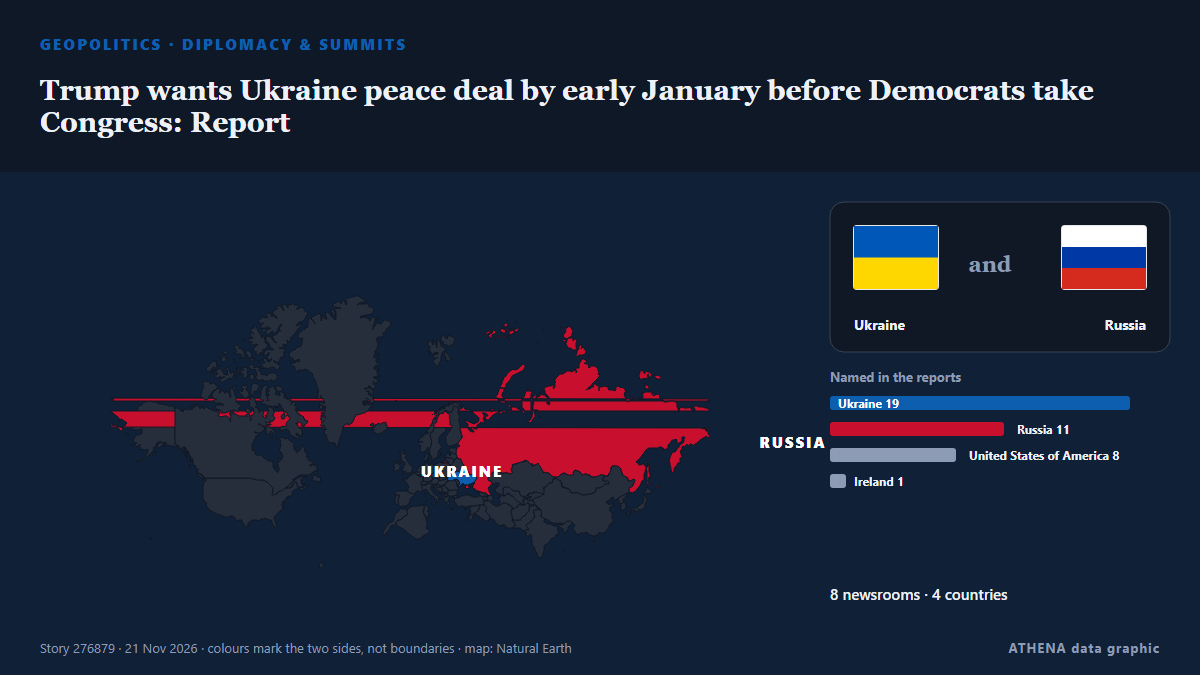 GEOPOLITICS · DIPLOMACY & SUMMITS
Trump wants Ukraine peace deal by early January before Democrats take
Congress: Report
and
Ukraine
Russia
Named in the reports
Ukraine 19
Russia 11
RUSSIA
United States of America 8
UKRAINE
Ireland 1
8 newsrooms · 4 countries
Story 276879 · 21 Nov 2026 · colours mark the two sides, not boundaries · map: Natural Earth
ATHENA data graphic